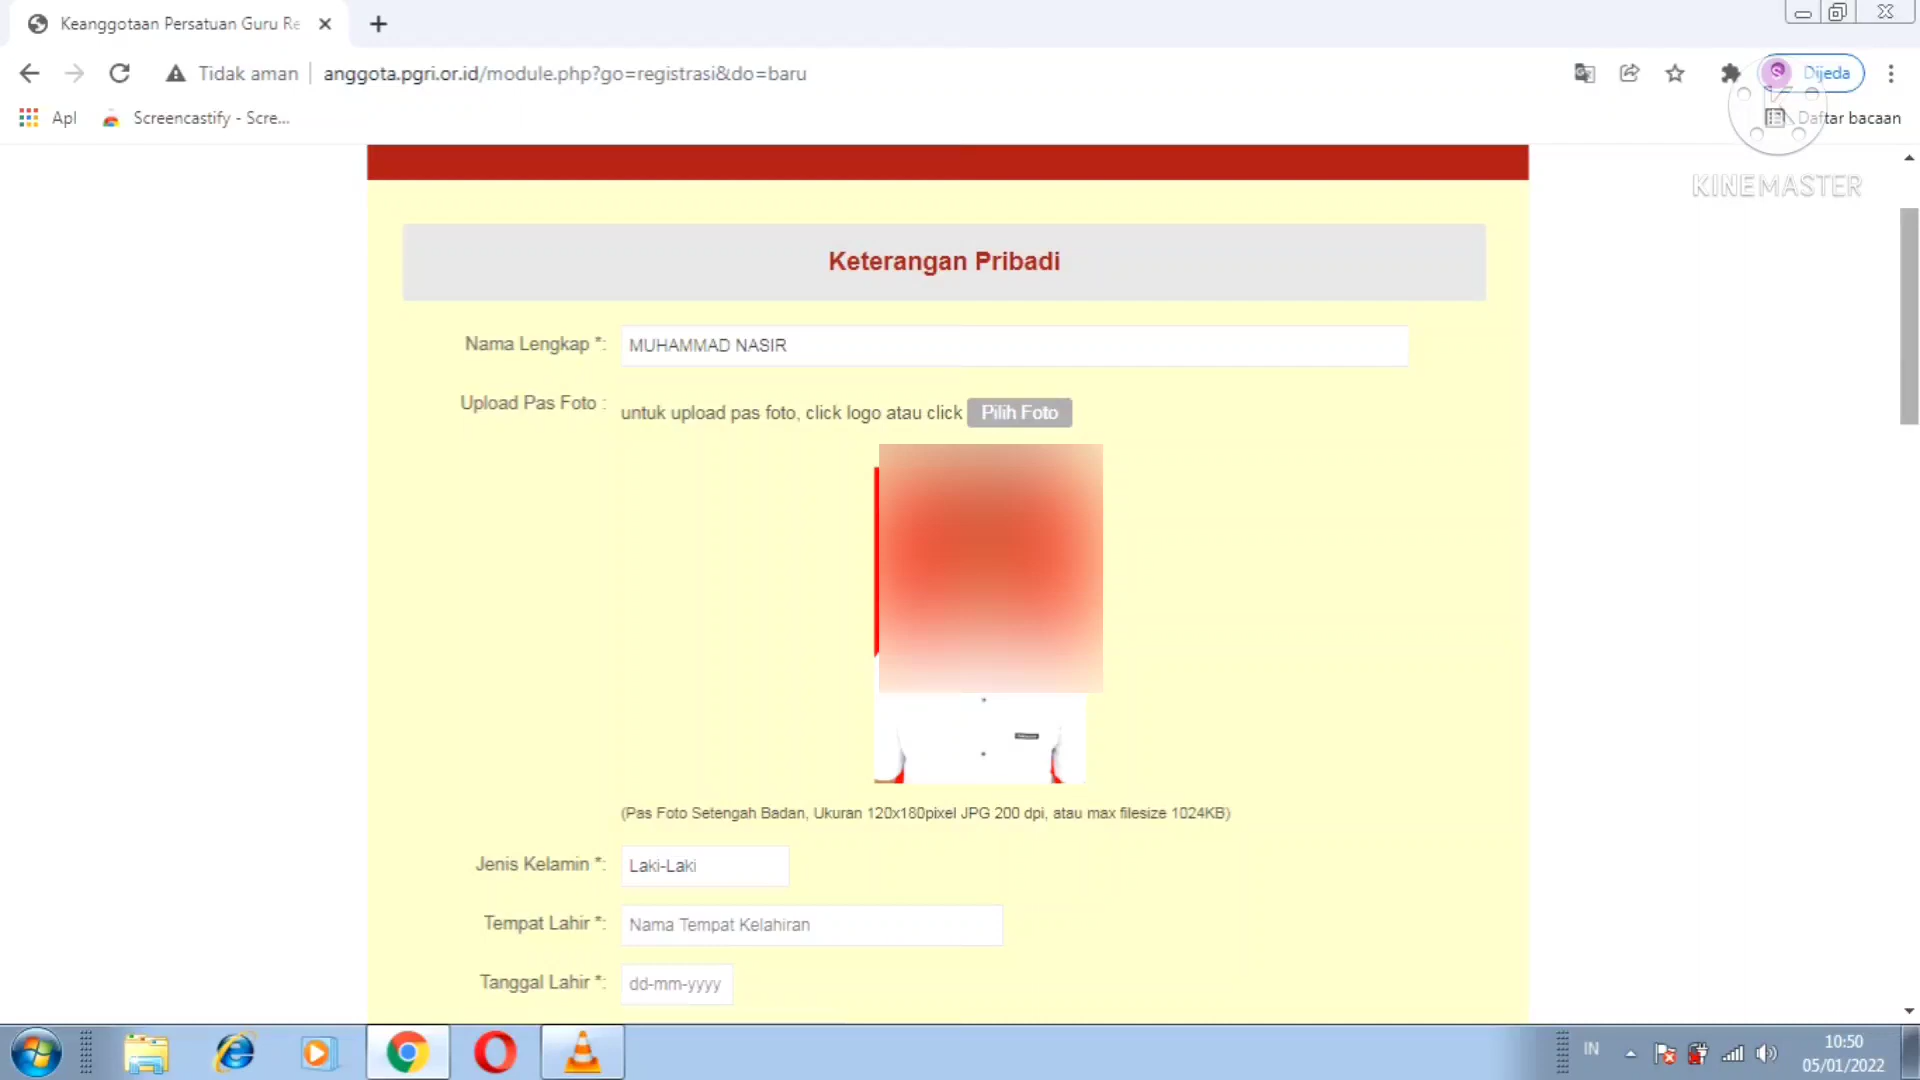 Keanggotaan Persatuan Guru Re
Tidak aman
anggota.pgri.or.id/module.php?go=registrasi&do=baru
Dijeda
Apl
Screencastify - Scre...
Daftar bacaan
KINEMASTER
Keterangan Pribadi
Nama Lengkap *:
MUHAMMAD NASIR
Upload Pas Foto :
untuk upload pas foto, click logo atau click Pilih Foto
(Pas Foto Setengah Badan, Ukuran 120x180pixel JPG 200 dpi, atau max filesize 1024KB)
Jenis Kelamin *:
Laki-Laki
Tempat Lahir *:
Nama Tempat Kelahiran
Tanggal Lahir *:
dd-mm-yyyy
IN
10:50
05/01/2022